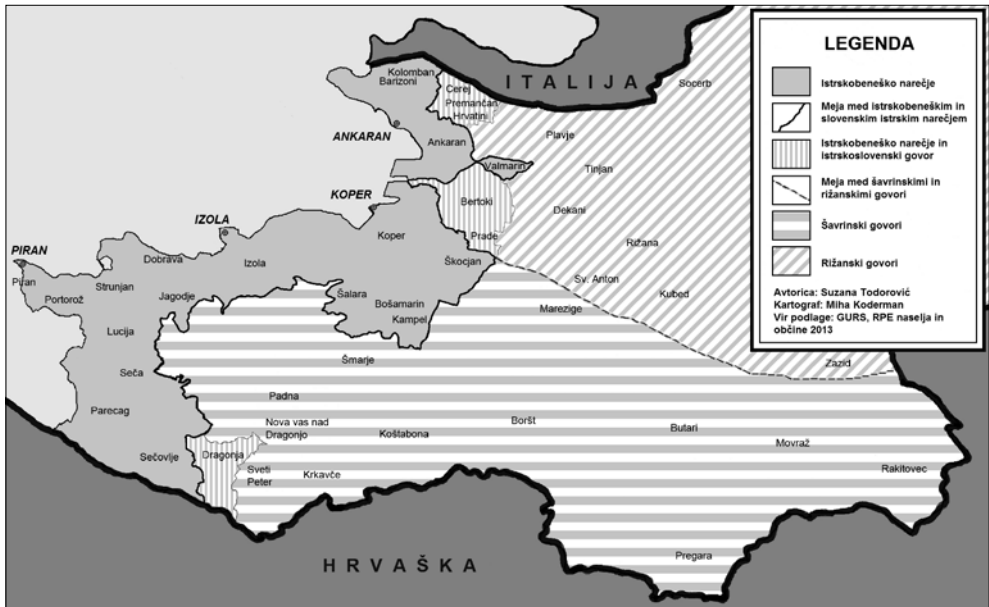 LEGENDA
Istrskobeneško narečje
Meja med istrskobeneškim in
slovenskim istrskim narečjem
Istrskobeneško narečje in
istrskoslovenski govor
Meja med šavrinskimi in
rižanskimi govori
Šavrinski govori
Rižanski govori
Avtorica: Suzana Todorović
Kartograf: Miha Koderman
Vir podlage: GURS, RPE naselja in
občine 2013
ITALIJA
Kolomban
Barizoni
Cerej
Premančan
Hrvatini
Socerb
ANKARAN
Ankaran
Plavje
Valmarin
Tinjan
KOPER
Bertoki
Dekani
IZOLA
Koper
Prade
Rižana
PIRAN
Piran
Dobrava
Izola
Škocjan
Strunjan
Sv. Anton
Portorož
Jagodje
Šalara
Bošamarin
Kampel
Marezige
Kubed
Lucija
Šmarje
Zazid
Seča
Padna
Parecag
Nova vas nad
Dragonjo
Koštabona
Boršt
Butari
Movraž
Sečovlje
Dragonja
Sveti
Peter
Krkavče
Rakitovec
Pregara
HRVAŠKA